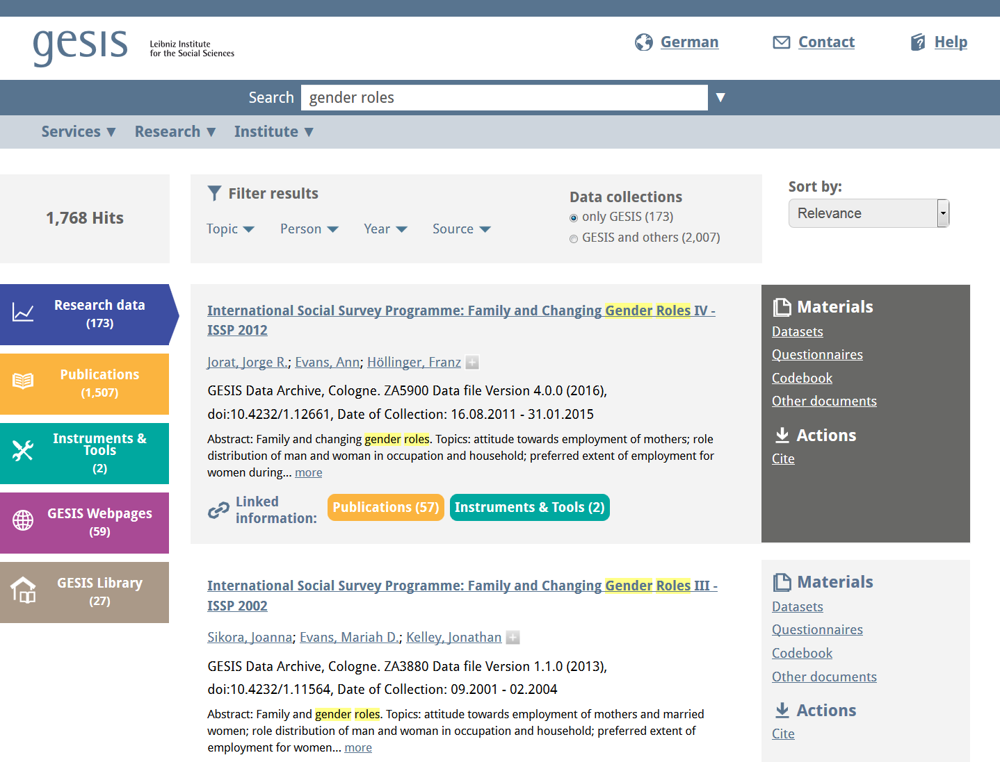 gesis
Leibniz Institute
for the Social Sciences
German
Contact
Help
Search
gender roles
▼
Services ▼
Research ▼
Institute ▼
1,768 Hits
Filter results
Topic
Person
Year
Source
Data collections
only GESIS (173)
GESIS and others (2,007)
Sort by:
Relevance
Research data
(173)
Publications
(1,507)
Instruments &
Tools
(2)
GESIS Webpages
(59)
GESIS Library
(27)
International Social Survey Programme: Family and Changing Gender Roles IV -
ISSP 2012
Jorat, Jorge R.; Evans, Ann; Höllinger, Franz +
GESIS Data Archive, Cologne. ZA5900 Data file Version 4.0.0 (2016),
doi:10.4232/1.12661, Date of Collection: 16.08.2011 - 31.01.2015
Abstract: Family and changing gender roles. Topics: attitude towards employment of mothers; role
distribution of man and woman in occupation and household; preferred extent of employment for
women during... more
Linked
information:
Publications (57)
Instruments & Tools (2)
Materials
Datasets
Questionnaires
Codebook
Other documents
Actions
Cite
International Social Survey Programme: Family and Changing Gender Roles III -
ISSP 2002
Sikora, Joanna; Evans, Mariah D.; Kelley, Jonathan +
GESIS Data Archive, Cologne. ZA3880 Data file Version 1.1.0 (2013),
doi:10.4232/1.11564, Date of Collection: 09.2001 - 02.2004
Abstract: Family and gender roles. Topics: attitude towards employment of mothers and married
women; role distribution of man and woman in occupation and household; preferred extent of
employment for women... more
Materials
Datasets
Questionnaires
Codebook
Other documents
Actions
Cite